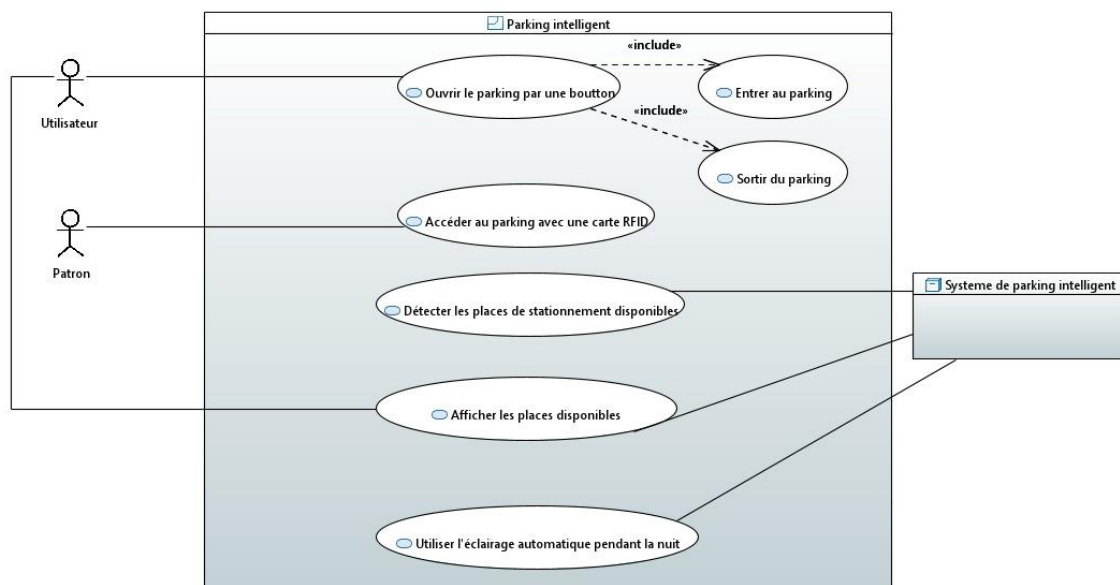 Parking intelligent
«include»
Ouvrir le parking par une boutton
Entrer au parking
«include»
Utilisateur
Sortir du parking
Accéder au parking avec une carte RFID
Patron
Systeme de parking intelligent
Détecter les places de stationnement disponibles
Afficher les places disponibles
Utiliser l'éclairage automatique pendant la nuit